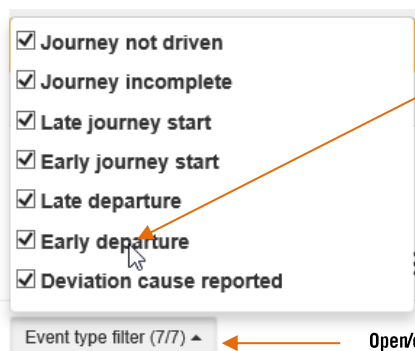 Journey not driven
Journey incomplete
Late journey start
Early journey start
Late departure
Early departure
Deviation cause reported
Event type filter (7/7)